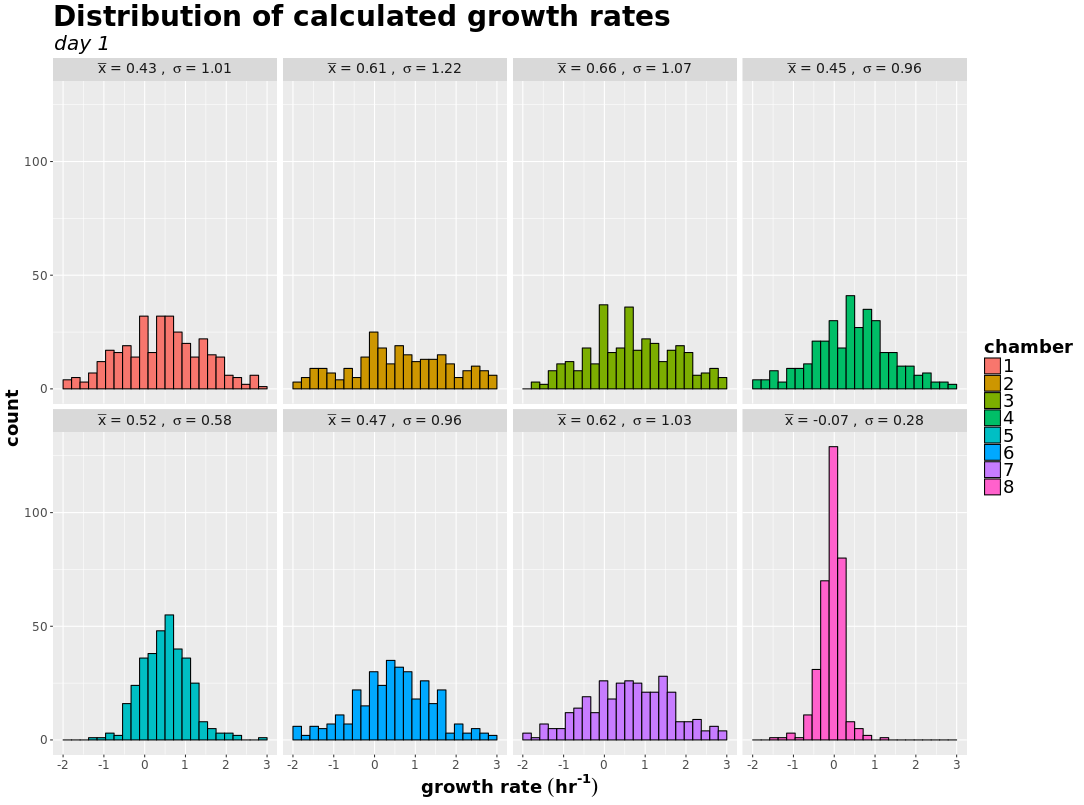 Distribution of calculated growth rates
day 1
x̅ = 0.43 , σ = 1.01
x̅ = 0.61 , σ = 1.22
x̅ = 0.66 , σ = 1.07
x̅ = 0.45 , σ = 0.96
100
50
0
count
x̅ = 0.52 , σ = 0.58
x̅ = 0.47 , σ = 0.96
x̅ = 0.62 , σ = 1.03
x̅ = -0.07 , σ = 0.28
100
50
0
-2 -1 0 1 2 3
-2 -1 0 1 2 3
-2 -1 0 1 2 3
-2 -1 0 1 2 3
growth rate (hr⁻¹)
chamber
1
2
3
4
5
6
7
8